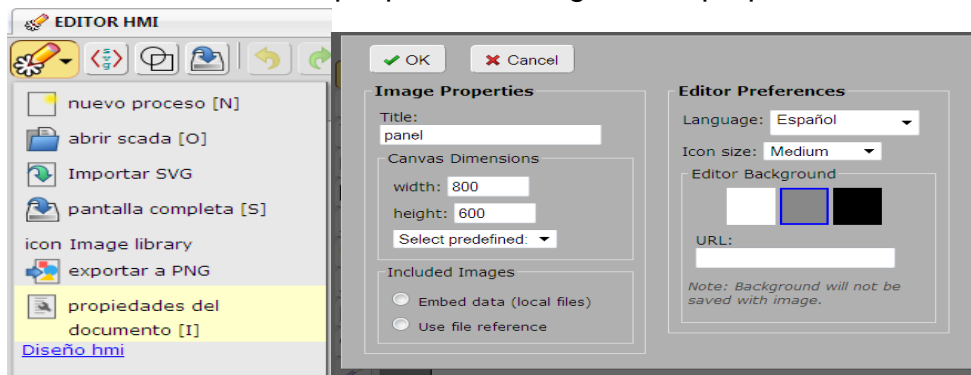 EDITOR HMI
nuevo proceso [N]
abrir scada [O]
Importar SVG
pantalla completa [S]
icon Image library
exportar a PNG
propiedades del
documento [I]
Diseño hmi
OK Cancel
Image Properties
Title:
panel
Canvas Dimensions
width: 800
height: 600
Select predefined:
Included Images
Embed data (local files)
Use file reference
Editor Preferences
Language: Español
Icon size: Medium
Editor Background
URL:
Note: Background will not be
saved with image.